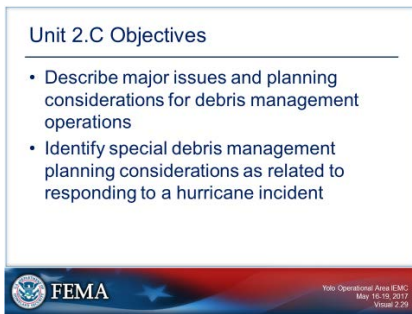 Unit 2.C Objectives
• Describe major issues and planning
considerations for debris management
operations
• Identify special debris management
planning considerations as related to
responding to a hurricane incident
FEMA
Yolo Operational Area IEMC
May 16-19, 2017
Visual 2.29